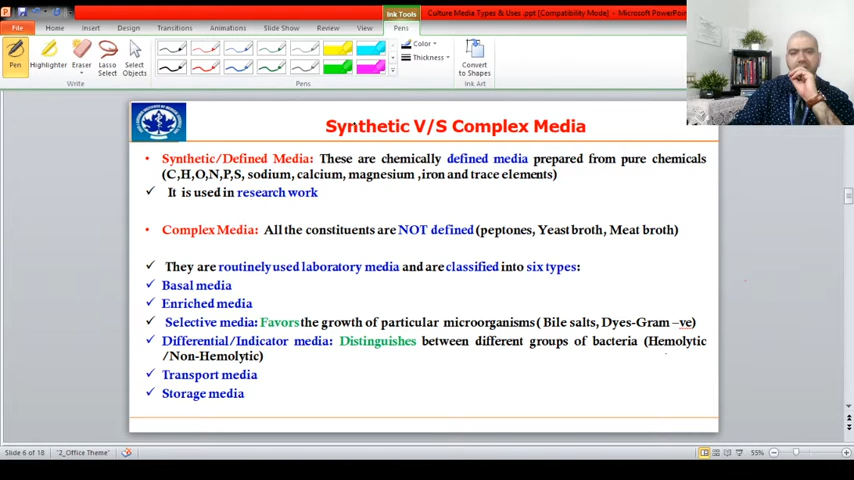 Culture Media Types & Uses .ppt [Compatibility Mode] - Microsoft PowerPoint
Ink Tools
File Home Insert Design Transitions Animations Slide Show Review View Pens
Pen Highlighter Eraser Lasso Select Select Objects
Color
Thickness
Convert to Shapes
Write Pens Ink Art
Synthetic V/S Complex Media
• Synthetic/Defined Media: These are chemically defined media prepared from pure chemicals
(C,H,O,N,P,S, sodium, calcium, magnesium ,iron and trace elements)
✓ It is used in research work
• Complex Media: All the constituents are NOT defined (peptones, Yeast broth, Meat broth)
✓ They are routinely used laboratory media and are classified into six types:
✓ Basal media
✓ Enriched media
✓ Selective media: Favors the growth of particular microorganisms ( Bile salts, Dyes-Gram –ve)
✓ Differential/Indicator media: Distinguishes between different groups of bacteria (Hemolytic
/Non-Hemolytic)
✓ Transport media
✓ Storage media
Slide 6 of 18 "2_Office Theme" 55%